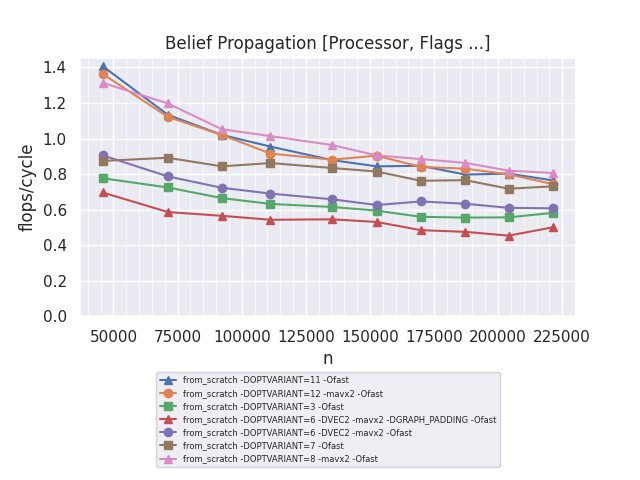 Belief Propagation [Processor, Flags ...]
1.4
1.2
1.0
0.8
0.6
0.4
0.2
0.0
flops/cycle
50000 75000 100000 125000 150000 175000 200000 225000
n
from_scratch -DOPTVARIANT=11 -Ofast
from_scratch -DOPTVARIANT=12 -mavx2 -Ofast
from_scratch -DOPTVARIANT=3 -Ofast
from_scratch -DOPTVARIANT=6 -DVEC2 -mavx2 -DGRAPH_PADDING -Ofast
from_scratch -DOPTVARIANT=6 -DVEC2 -mavx2 -Ofast
from_scratch -DOPTVARIANT=7 -Ofast
from_scratch -DOPTVARIANT=8 -mavx2 -Ofast